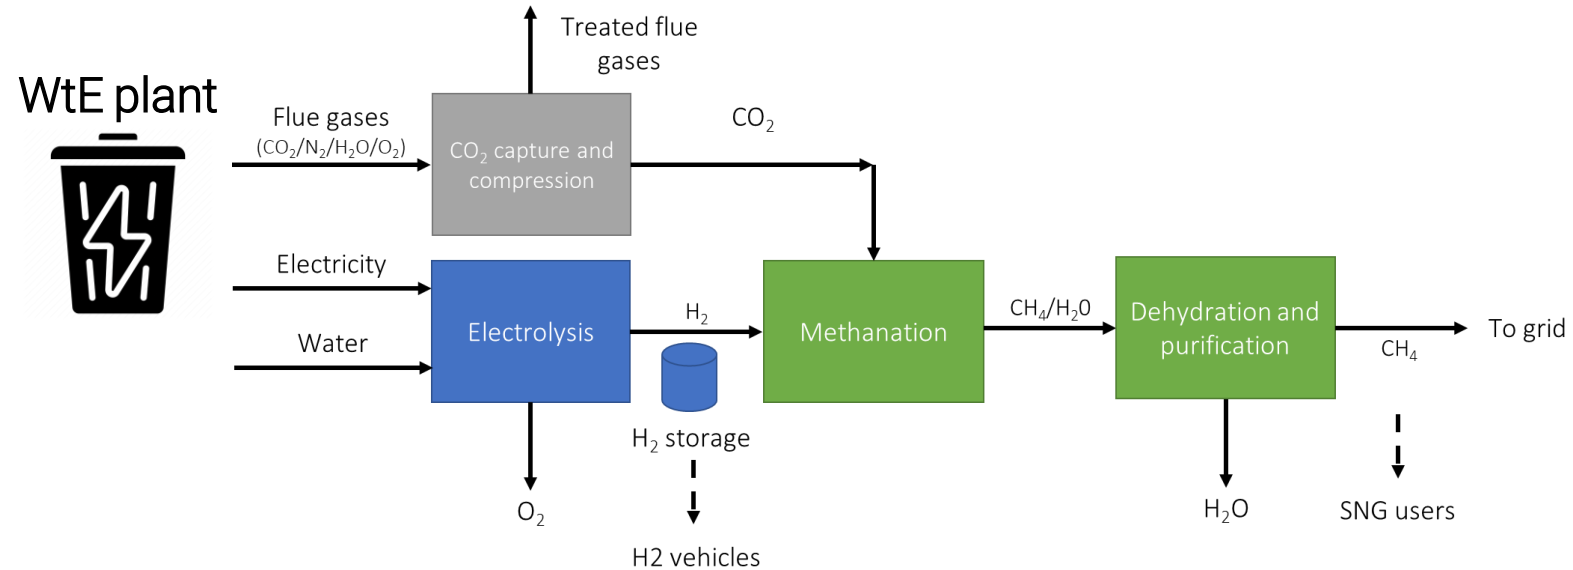 Treated flue
gases
WtE plant
Flue gases
(CO₂/N₂/H₂O/O₂)
CO₂ capture and
compression
CO₂
Electricity
Water
Electrolysis
H₂
H₂ storage
H2 vehicles
O₂
Methanation
CH₄/H₂0
Dehydration and
purification
CH₄
To grid
H₂O
SNG users